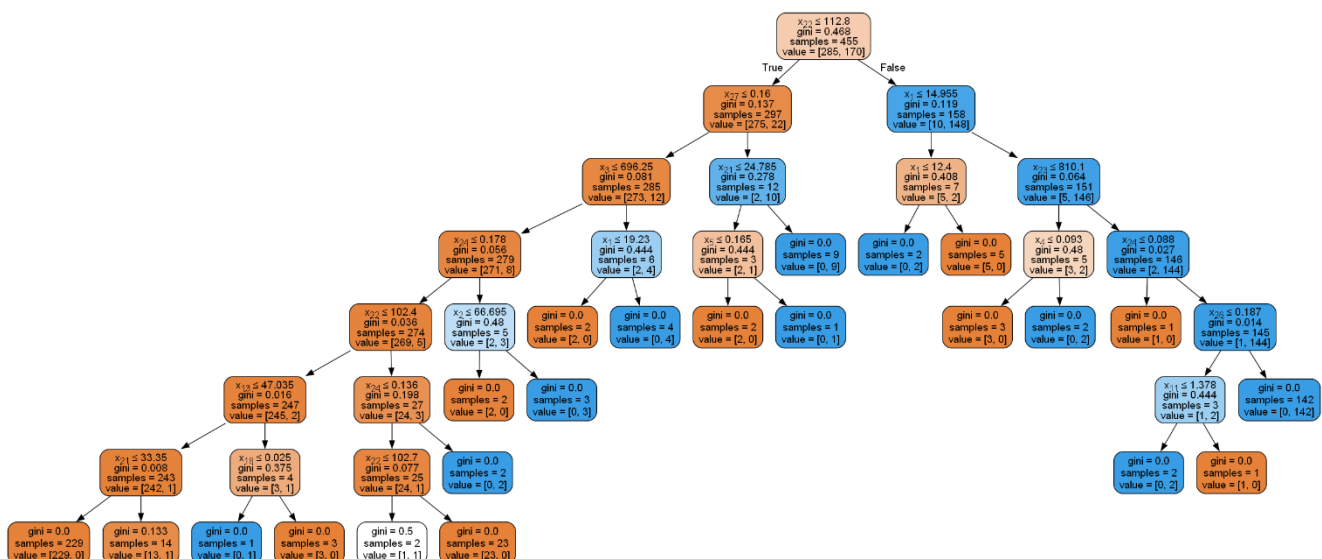 x22 ≤ 112.8
gini = 0.468
samples = 455
value = [285, 170]
True
False
x27 ≤ 0.16
gini = 0.137
samples = 297
value = [275, 22]
x1 ≤ 14.955
gini = 0.119
samples = 158
value = [10, 148]
x3 ≤ 696.25
gini = 0.081
samples = 285
value = [273, 12]
x21 ≤ 24.785
gini = 0.278
samples = 12
value = [2, 10]
x1 ≤ 12.4
gini = 0.408
samples = 7
value = [5, 2]
x23 ≤ 810.1
gini = 0.064
samples = 151
value = [5, 146]
x24 ≤ 0.178
gini = 0.056
samples = 279
value = [271, 8]
x1 ≤ 19.23
gini = 0.444
samples = 6
value = [2, 4]
x5 ≤ 0.165
gini = 0.444
samples = 3
value = [2, 1]
gini = 0.0
samples = 9
value = [0, 9]
gini = 0.0
samples = 2
value = [0, 2]
gini = 0.0
samples = 5
value = [5, 0]
x4 ≤ 0.093
gini = 0.48
samples = 5
value = [3, 2]
x24 ≤ 0.088
gini = 0.027
samples = 146
value = [2, 144]
x22 ≤ 102.4
gini = 0.036
samples = 274
value = [269, 5]
x2 ≤ 66.695
gini = 0.48
samples = 5
value = [2, 3]
gini = 0.0
samples = 2
value = [2, 0]
gini = 0.0
samples = 4
value = [0, 4]
gini = 0.0
samples = 2
value = [2, 0]
gini = 0.0
samples = 1
value = [0, 1]
gini = 0.0
samples = 3
value = [3, 0]
gini = 0.0
samples = 2
value = [0, 2]
gini = 0.0
samples = 1
value = [1, 0]
x25 ≤ 0.187
gini = 0.014
samples = 145
value = [1, 144]
x13 ≤ 47.035
gini = 0.016
samples = 247
value = [245, 2]
x24 ≤ 0.136
gini = 0.198
samples = 27
value = [24, 3]
gini = 0.0
samples = 2
value = [2, 0]
gini = 0.0
samples = 3
value = [0, 3]
x11 ≤ 1.378
gini = 0.444
samples = 3
value = [1, 2]
gini = 0.0
samples = 142
value = [0, 142]
x21 ≤ 33.35
gini = 0.008
samples = 243
value = [242, 1]
x18 ≤ 0.025
gini = 0.375
samples = 4
value = [3, 1]
x22 ≤ 102.7
gini = 0.077
samples = 25
value = [24, 1]
gini = 0.0
samples = 2
value = [0, 2]
gini = 0.0
samples = 2
value = [0, 2]
gini = 0.0
samples = 1
value = [1, 0]
gini = 0.0
samples = 229
value = [229, 0]
gini = 0.133
samples = 14
value = [13, 1]
gini = 0.0
samples = 1
value = [0, 1]
gini = 0.0
samples = 3
value = [3, 0]
gini = 0.5
samples = 2
value = [1, 1]
gini = 0.0
samples = 23
value = [23, 0]